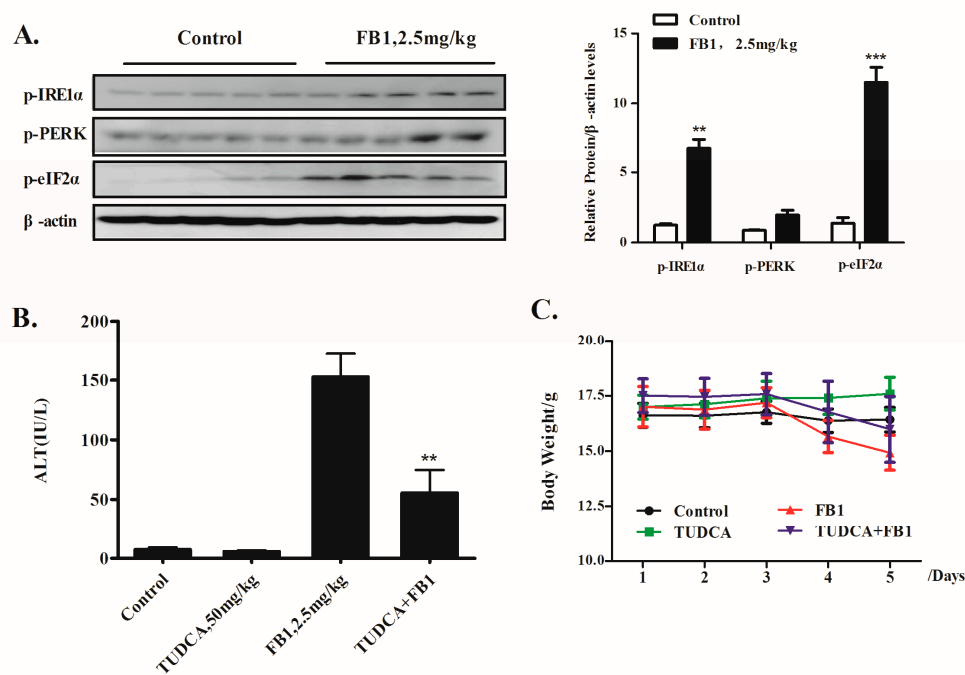 A.
Control
FB1,2.5mg/kg
p-IRE1α
p-PERK
p-eIF2α
β -actin
Control
FB1， 2.5mg/kg
Relative Protein/β -actin levels
15
10
5
0
**
***
p-IRE1α
p-PERK
p-eIF2α
B.
ALT(IU/L)
200
150
100
50
0
**
Control
TUDCA,50mg/kg
FB1,2.5mg/kg
TUDCA+FB1
C.
Body Weight/g
20.0
17.5
15.0
12.5
10.0
Control
FB1
TUDCA
TUDCA+FB1
1
2
3
4
5
/Days